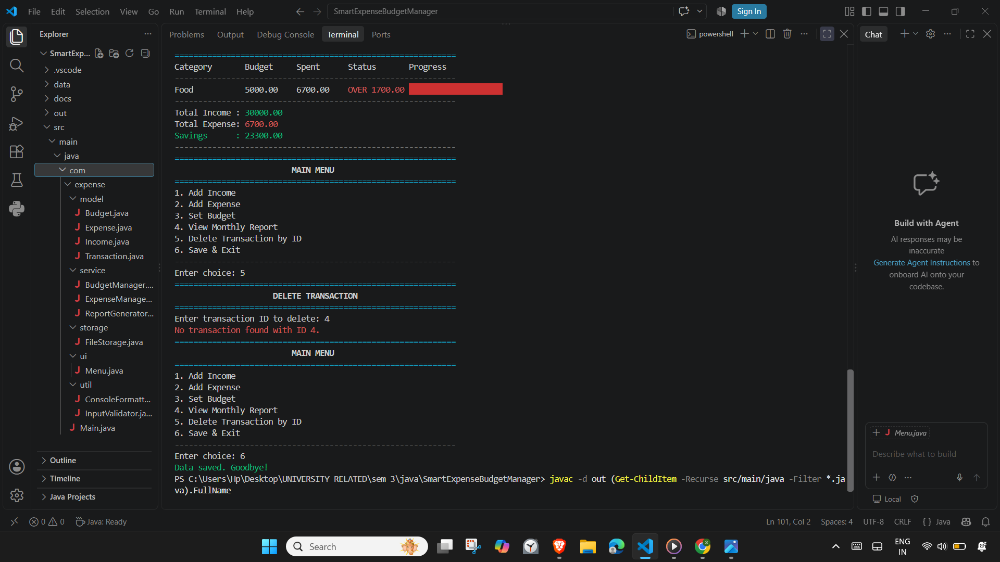 File Edit Selection View Go Run Terminal Help
SmartExpenseBudgetManager
Sign In
Explorer
SmartExp...
.vscode
data
docs
out
src
main
java
com
expense
model
J Budget.java
J Expense.java
J Income.java
J Transaction.java
service
J BudgetManager....
J ExpenseManage...
J ReportGenerator...
storage
J FileStorage.java
ui
J Menu.java
util
J ConsoleFormatt...
J InputValidator.ja...
J Main.java
Outline
Timeline
Java Projects
Problems Output Debug Console Terminal Ports
powershell
============================================================
Category Budget Spent Status Progress
------------------------------------------------------------
Food 5000.00 6700.00 OVER 1700.00
------------------------------------------------------------
Total Income : 30000.00
Total Expense: 6700.00
Savings : 23300.00
------------------------------------------------------------
============================================================
MAIN MENU
============================================================
1. Add Income
2. Add Expense
3. Set Budget
4. View Monthly Report
5. Delete Transaction by ID
6. Save & Exit
------------------------------------------------------------
Enter choice: 5
============================================================
DELETE TRANSACTION
============================================================
Enter transaction ID to delete: 4
No transaction found with ID 4.
============================================================
MAIN MENU
============================================================
1. Add Income
2. Add Expense
3. Set Budget
4. View Monthly Report
5. Delete Transaction by ID
6. Save & Exit
------------------------------------------------------------
Enter choice: 6
Data saved. Goodbye!
PS C:\Users\Hp\Desktop\UNIVERSITY RELATED\sem 3\java\SmartExpenseBudgetManager> javac -d out (Get-ChildItem -Recurse src/main/java -Filter *.ja
va).FullName
Chat
Build with Agent
AI responses may be
inaccurate
Generate Agent Instructions to
onboard AI onto your
codebase.
J Menu.java
Describe what to build
Local
0 0 Java: Ready
Ln 101, Col 2 Spaces: 4 UTF-8 CRLF {} Java
Search
ENG
IN